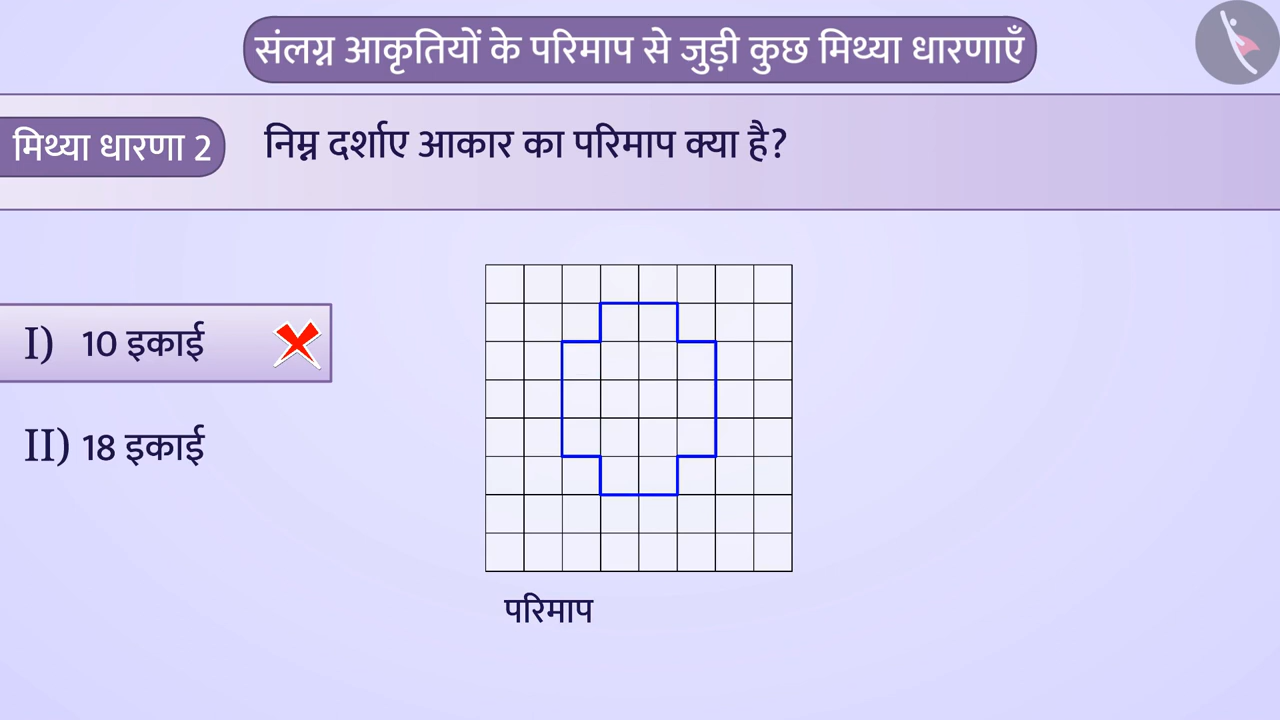 संलग्न आकृतियों के परिमाप से जुड़ी कुछ मिथ्या धारणाएँ
मिथ्या धारणा 2
निम्न दर्शाए आकार का परिमाप क्या है?
I) 10 इकाई
II) 18 इकाई
परिमाप